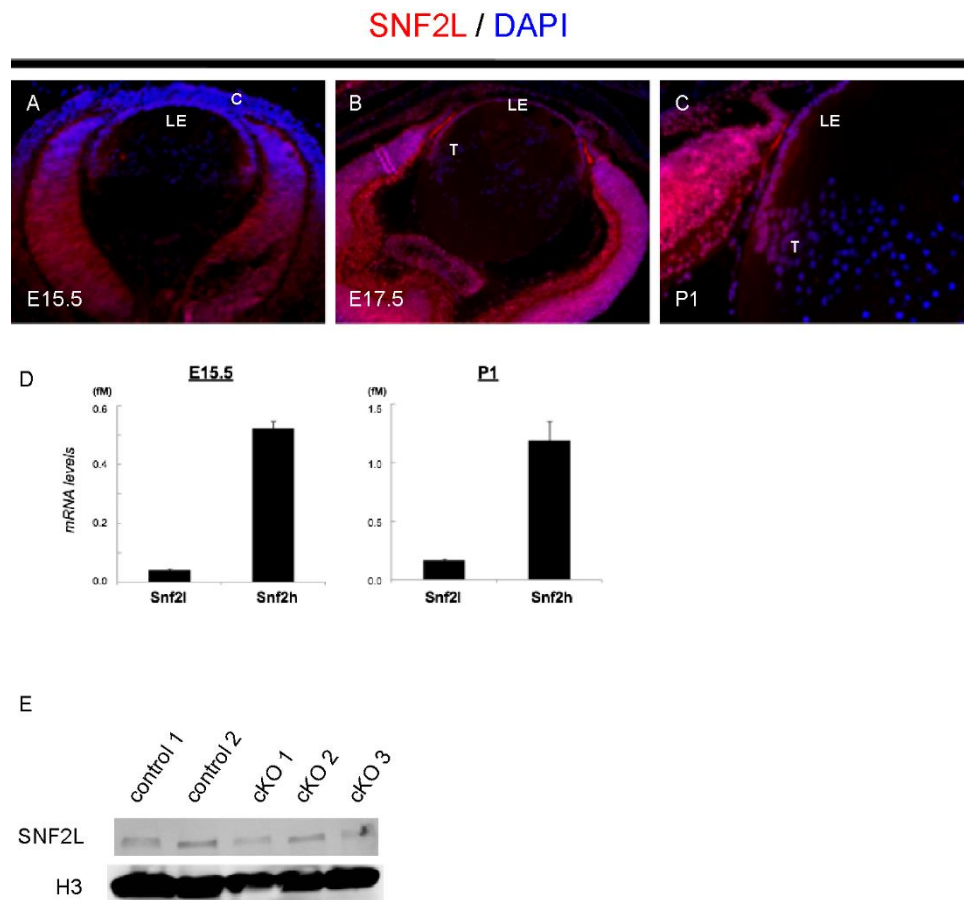 SNF2L / DAPI
A
C
LE
E15.5
B
LE
T
E17.5
C
LE
T
P1
D
E15.5
(fM)
0.6
0.4
0.2
0.0
mRNA levels
Snf2l
Snf2h
P1
(fM)
1.5
1.0
0.5
0.0
Snf2l
Snf2h
E
control 1
control 2
cKO 1
cKO 2
cKO 3
SNF2L
H3